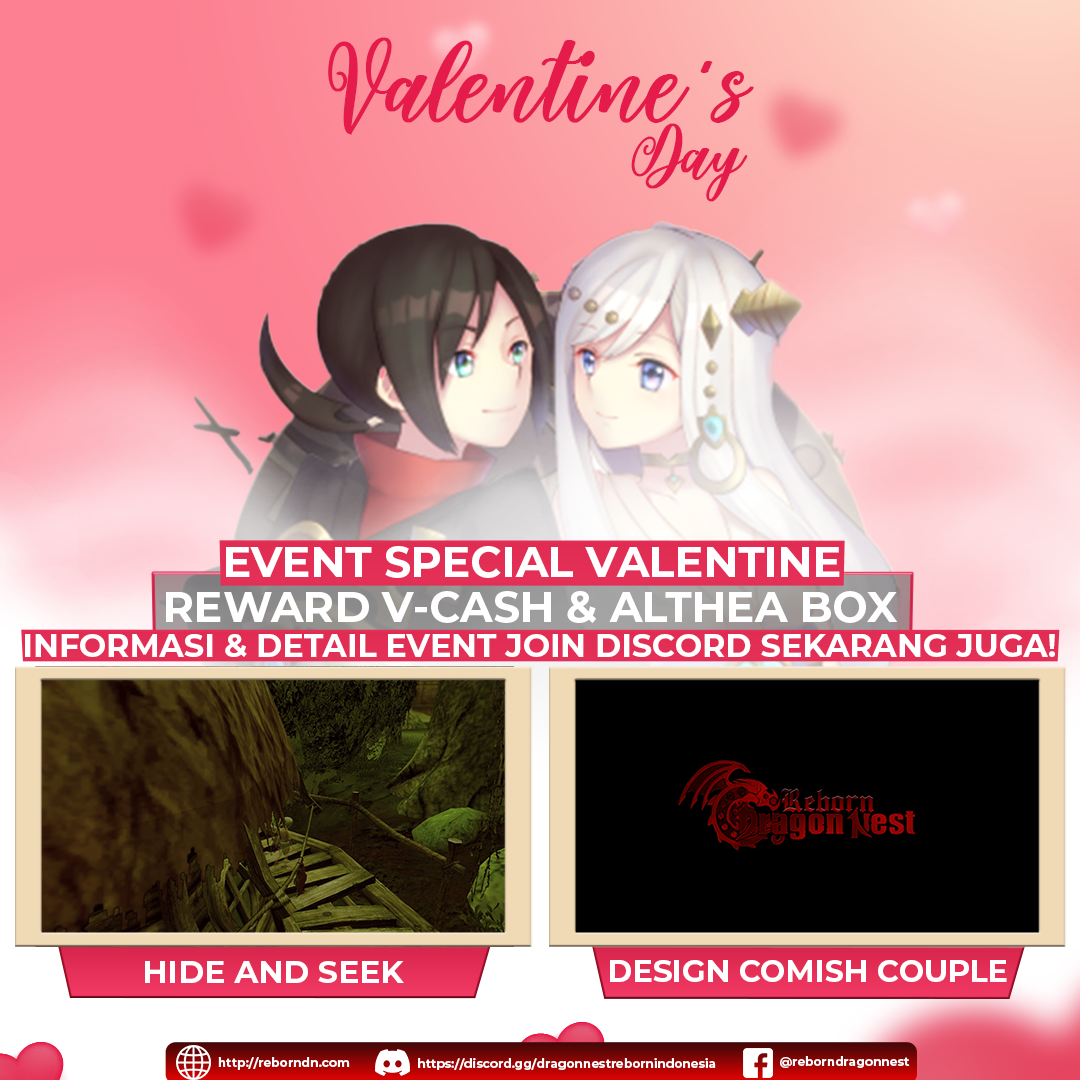 Valentine's
Day
EVENT SPECIAL VALENTINE
REWARD V-CASH & ALTHEA BOX
INFORMASI & DETAIL EVENT JOIN DISCORD SEKARANG JUGA!
Reborn
Dragon Nest
HIDE AND SEEK
DESIGN COMISH COUPLE
http://reborndn.com
https://discord.gg/dragonnestrebornindonesia
@reborndragonnest